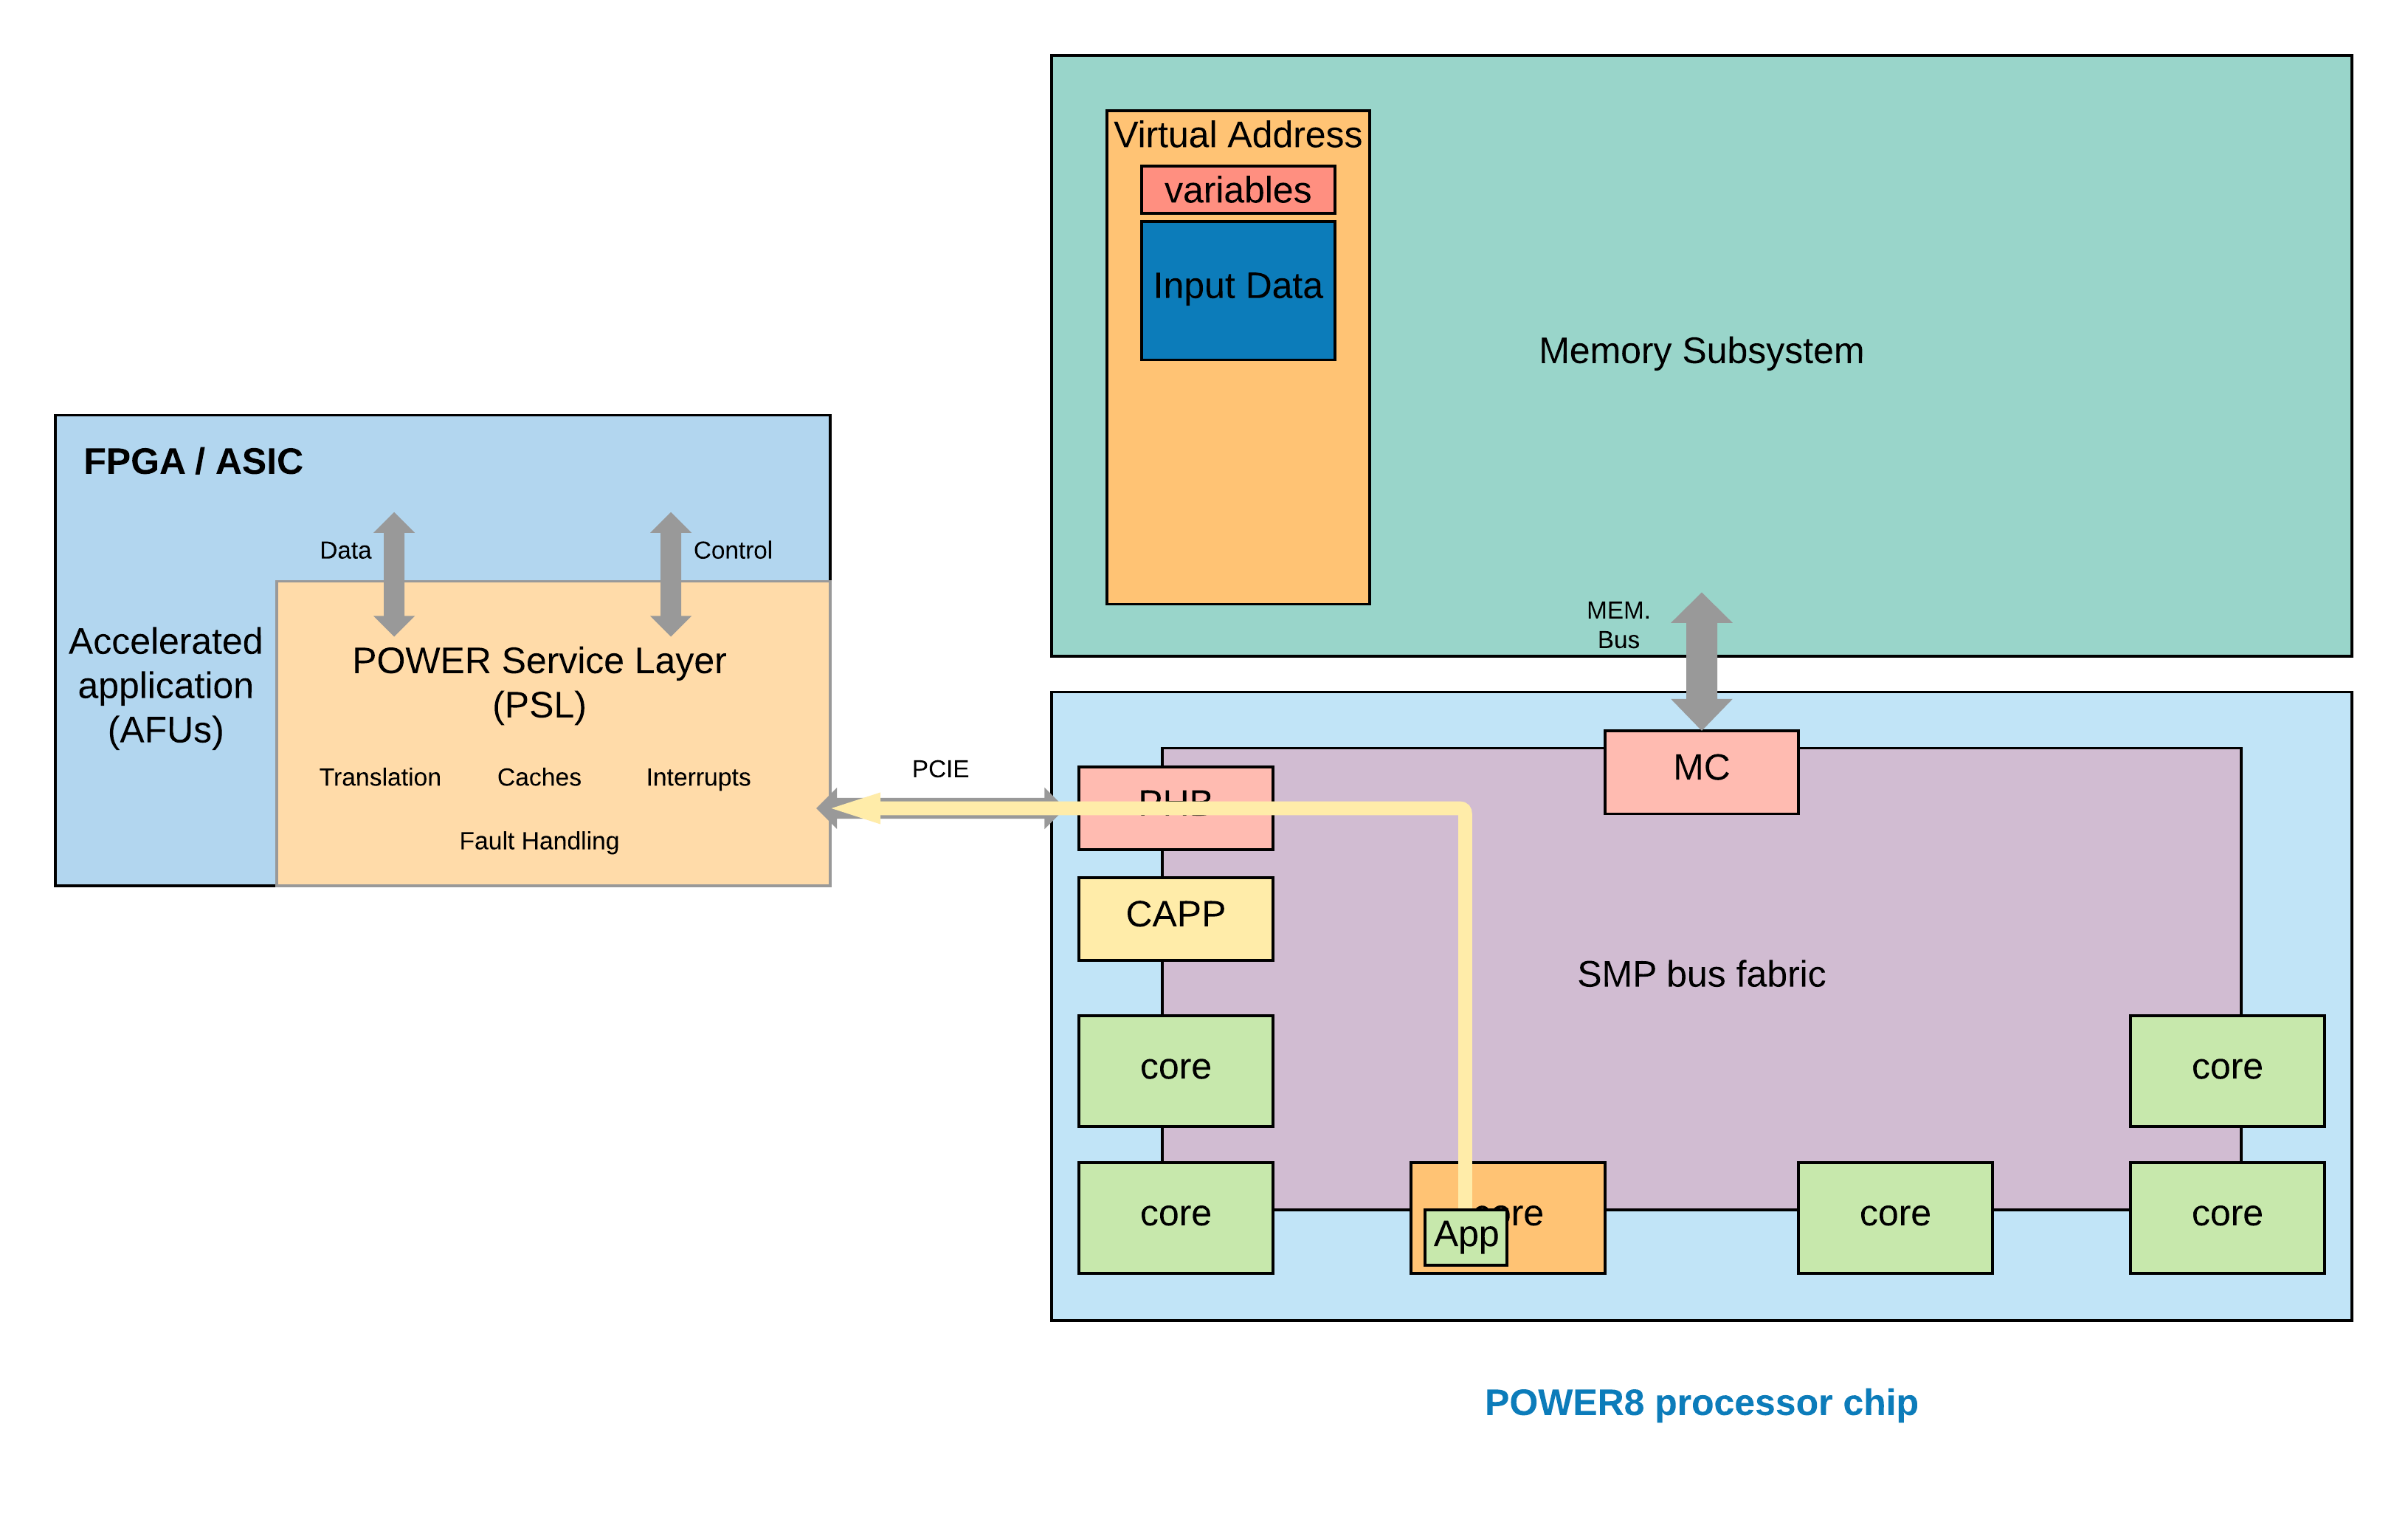 Virtual Address
variables
Input Data
Memory Subsystem
MEM.
Bus
FPGA / ASIC
Data
Control
Accelerated
application
(AFUs)
POWER Service Layer
(PSL)
Translation
Caches
Interrupts
Fault Handling
PCIE
MC
PHB
CAPP
SMP bus fabric
core
core
core
core
App
core
core
POWER8 processor chip